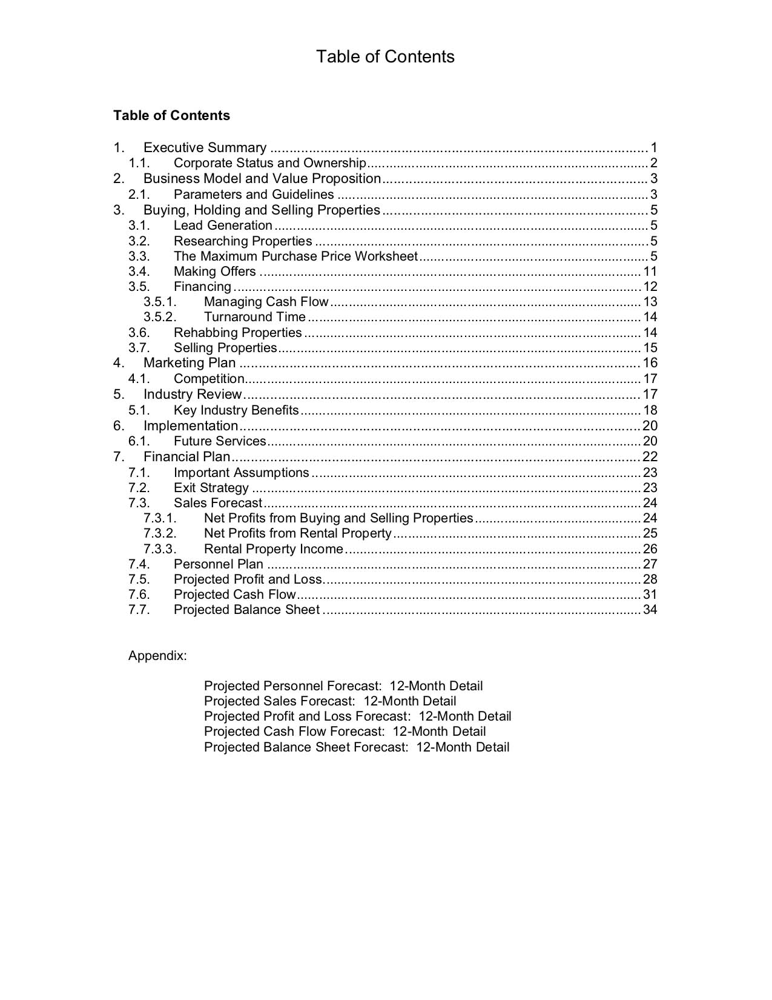 Table of Contents
Table of Contents
1. Executive Summary ........ 1
1.1. Corporate Status and Ownership ........ 2
2. Business Model and Value Proposition ........ 3
2.1. Parameters and Guidelines ........ 3
3. Buying, Holding and Selling Properties ........ 5
3.1. Lead Generation ........ 5
3.2. Researching Properties ........ 5
3.3. The Maximum Purchase Price Worksheet ........ 5
3.4. Making Offers ........ 11
3.5. Financing ........ 12
3.5.1. Managing Cash Flow ........ 13
3.5.2. Turnaround Time ........ 14
3.6. Rehabbing Properties ........ 14
3.7. Selling Properties ........ 15
4. Marketing Plan ........ 16
4.1. Competition ........ 17
5. Industry Review ........ 17
5.1. Key Industry Benefits ........ 18
6. Implementation ........ 20
6.1. Future Services ........ 20
7. Financial Plan ........ 22
7.1. Important Assumptions ........ 23
7.2. Exit Strategy ........ 23
7.3. Sales Forecast ........ 24
7.3.1. Net Profits from Buying and Selling Properties ........ 24
7.3.2. Net Profits from Rental Property ........ 25
7.3.3. Rental Property Income ........ 26
7.4. Personnel Plan ........ 27
7.5. Projected Profit and Loss ........ 28
7.6. Projected Cash Flow ........ 31
7.7. Projected Balance Sheet ........ 34
Appendix:
Projected Personnel Forecast: 12-Month Detail
Projected Sales Forecast: 12-Month Detail
Projected Profit and Loss Forecast: 12-Month Detail
Projected Cash Flow Forecast: 12-Month Detail
Projected Balance Sheet Forecast: 12-Month Detail